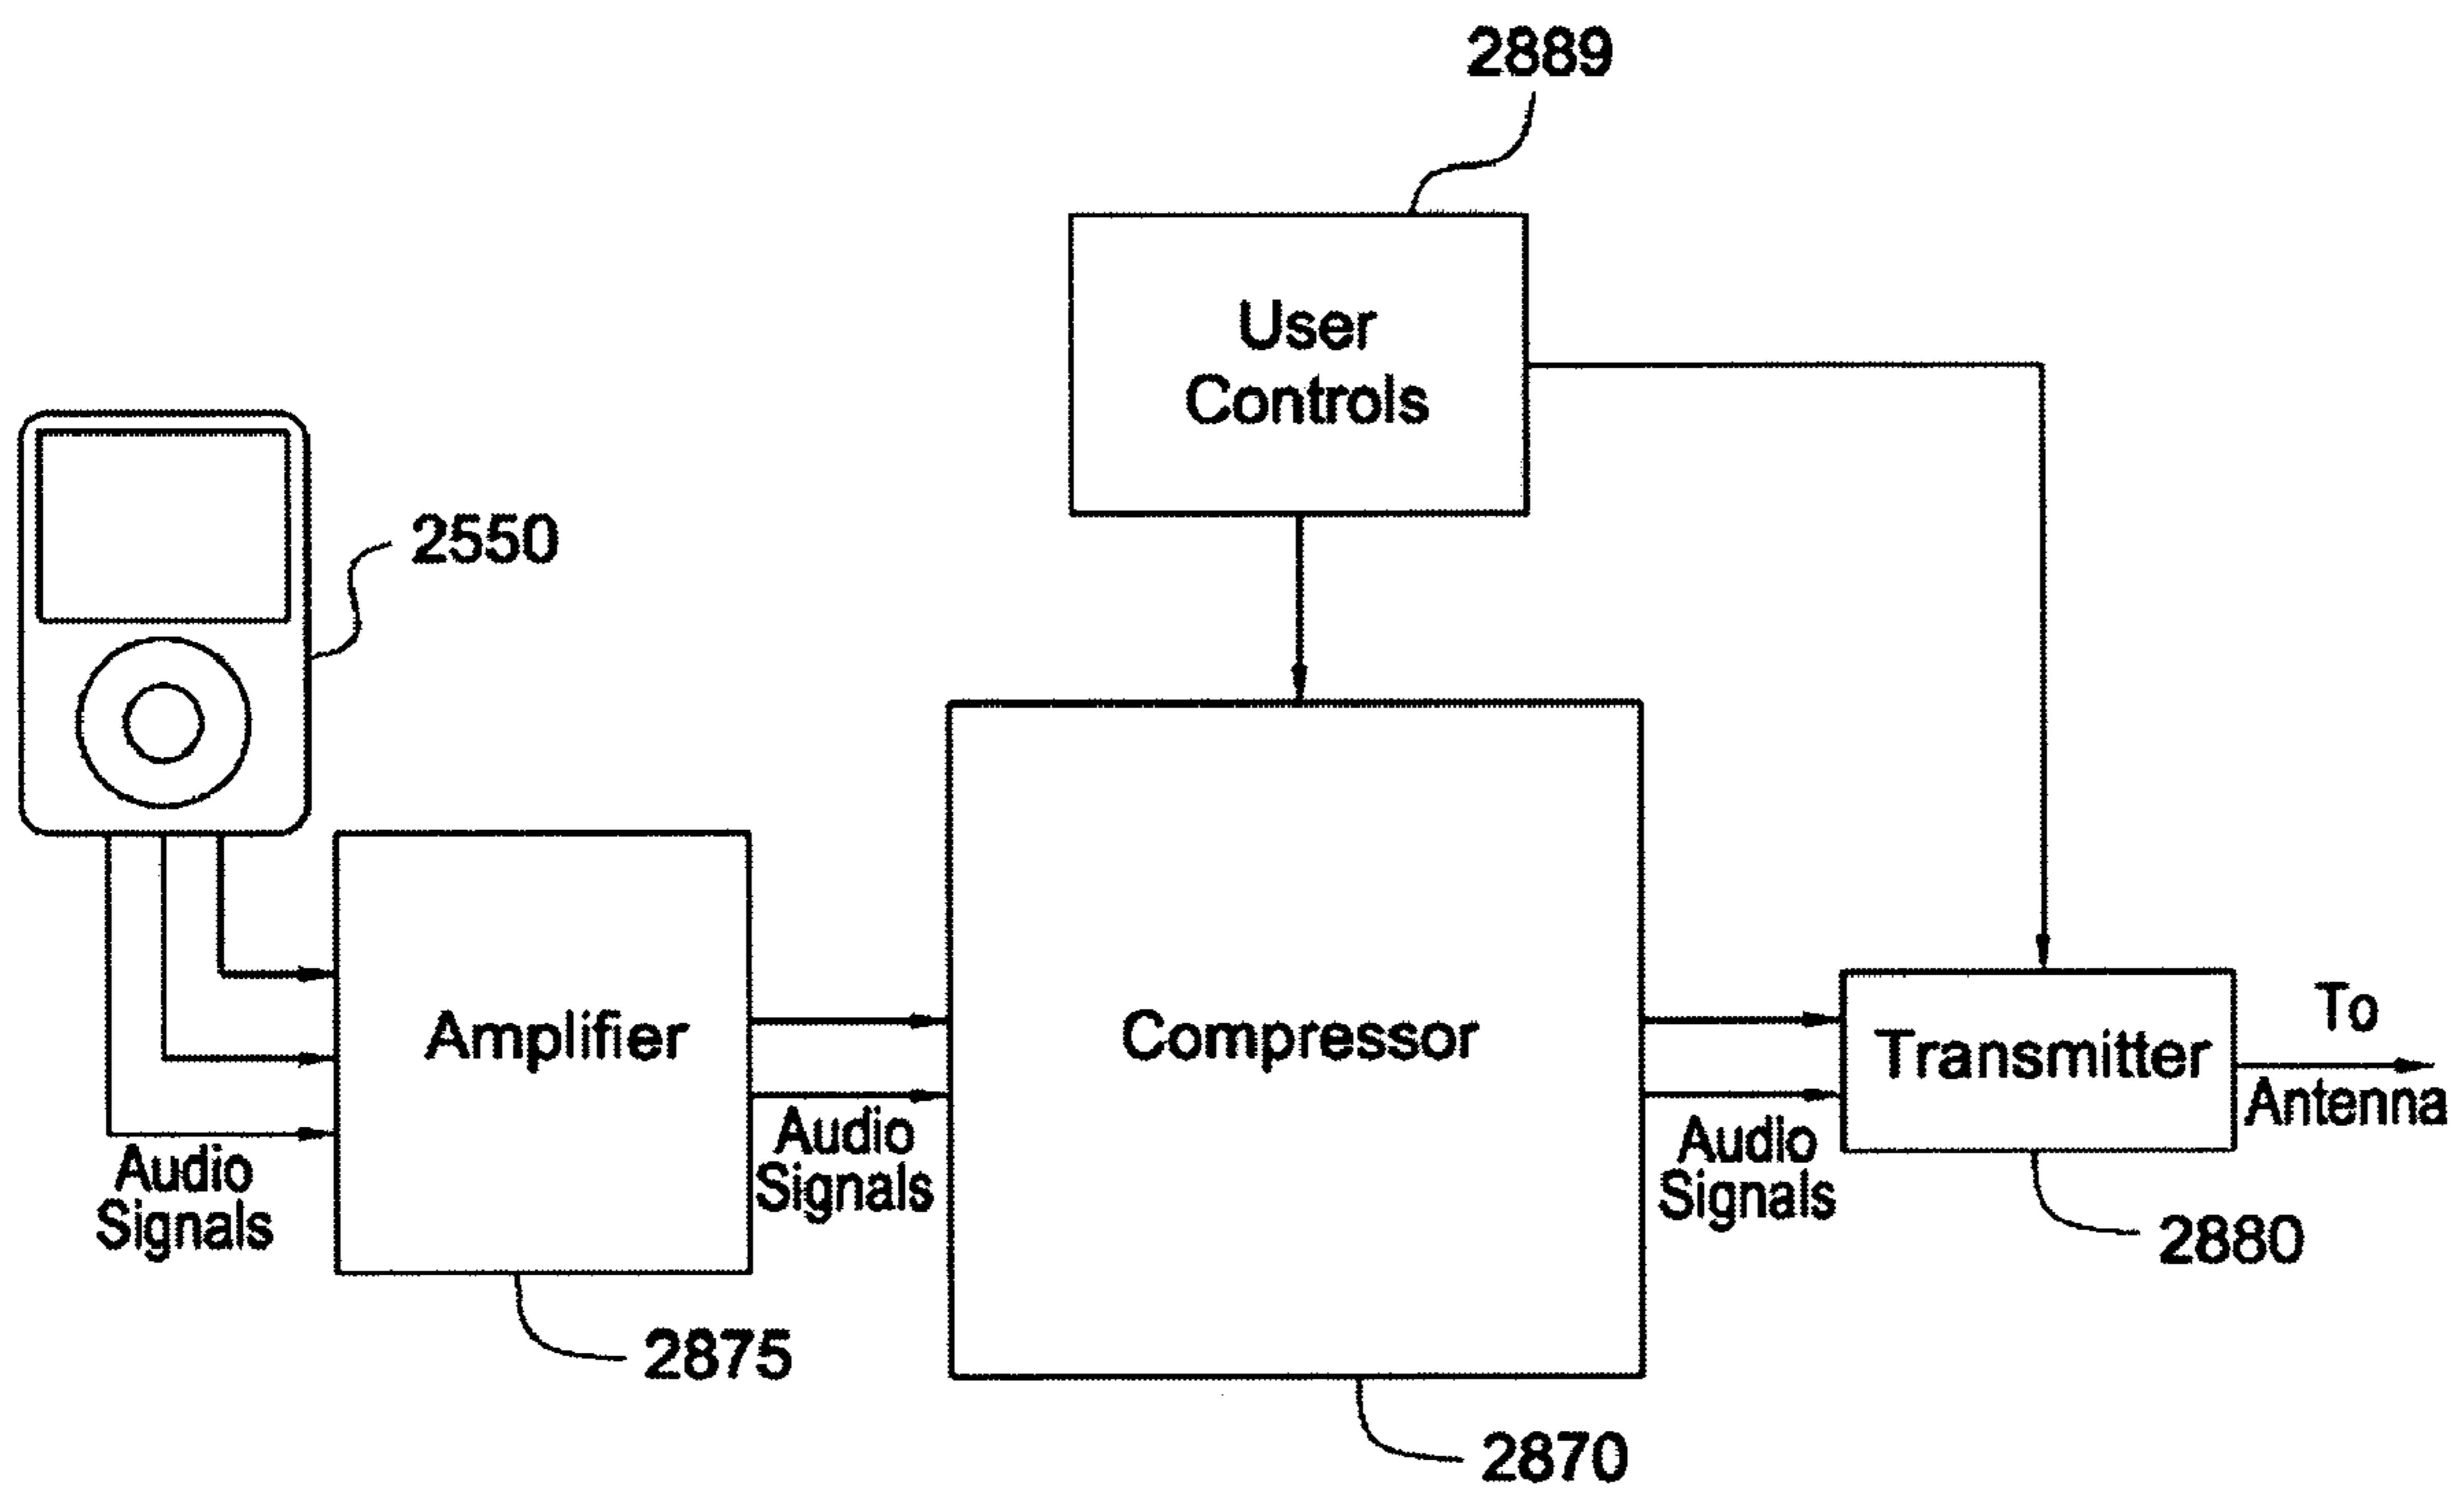 2889
User
Controls
2550
Amplifier
Compressor
Transmitter
To
Antenna
Audio
Signals
Audio
Signals
Audio
Signals
2880
2875
2870